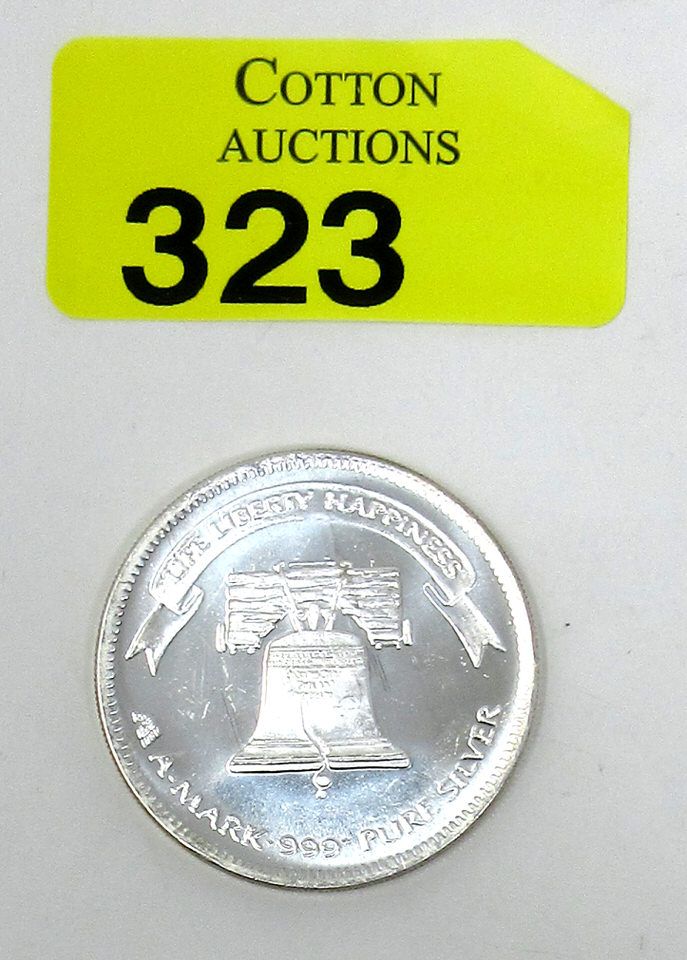 COTTON
AUCTIONS
323
LIFE LIBERTY HAPPINESS
A-MARK .999+ PURE SILVER